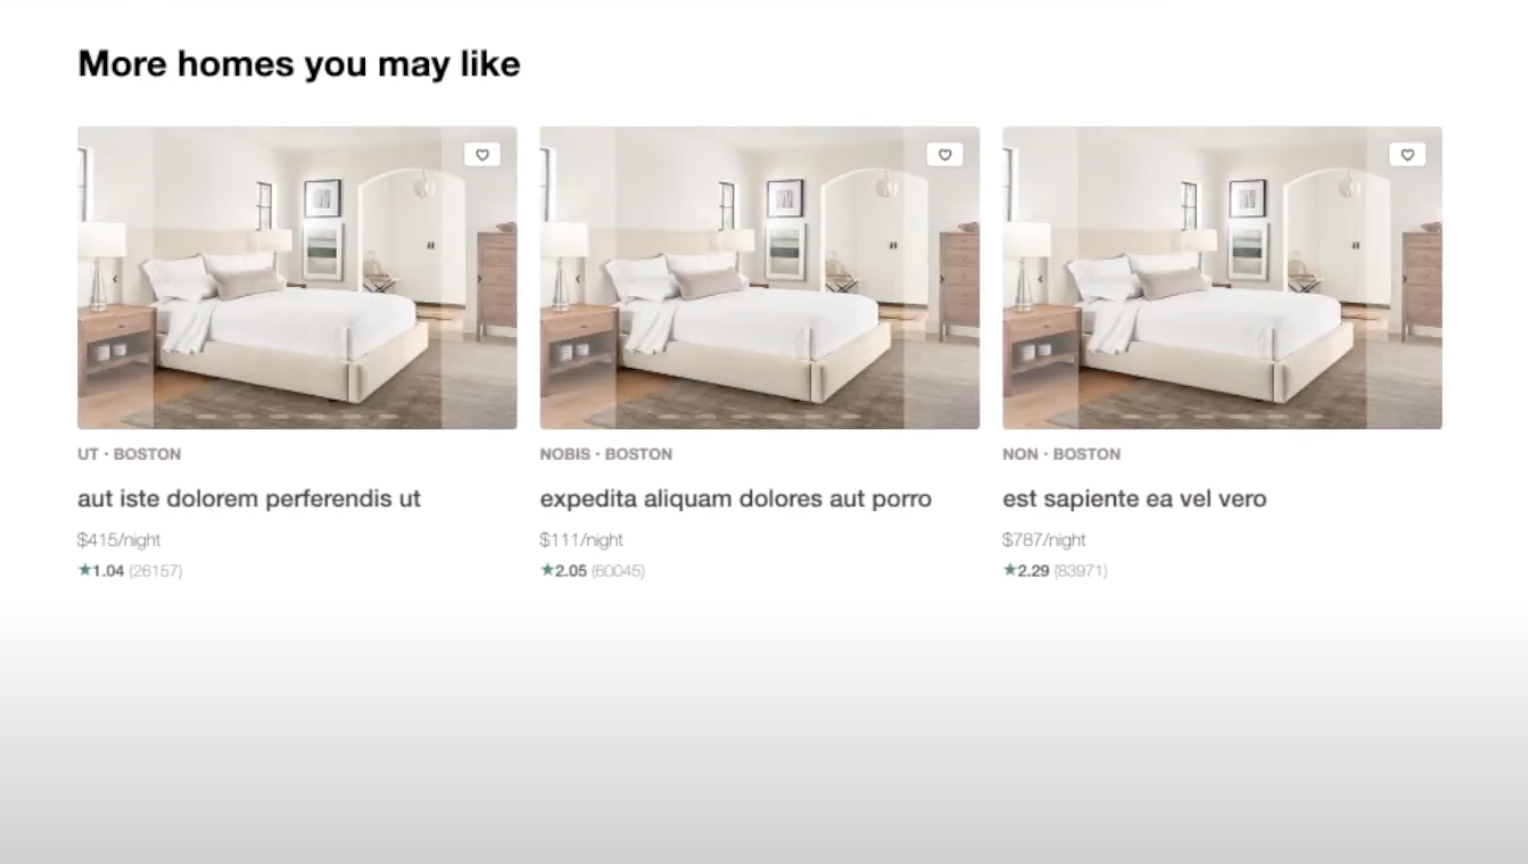 More homes you may like
UT · BOSTON
aut iste dolorem perferendis ut
$415/night
★1.04 (26157)
NOBIS · BOSTON
expedita aliquam dolores aut porro
$111/night
★2.05 (60045)
NON · BOSTON
est sapiente ea vel vero
$787/night
★2.29 (83971)